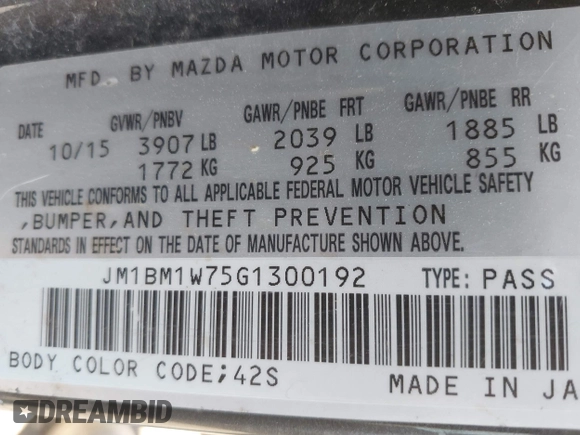 MFD. BY MAZDA MOTOR CORPORATION
DATE GVWR/PNBV GAWR/PNBE FRT GAWR/PNBE RR
10/15 3907 LB 2039 LB 1885 LB
1772 KG 925 KG 855 KG
THIS VEHICLE CONFORMS TO ALL APPLICABLE FEDERAL MOTOR VEHICLE SAFETY
,BUMPER,AND THEFT PREVENTION
STANDARDS IN EFFECT ON THE DATE OF MANUFACTURE SHOWN ABOVE.
JM1BM1W75G1300192 TYPE: PASS
BODY COLOR CODE;42S
MADE IN JA
DREAMBID